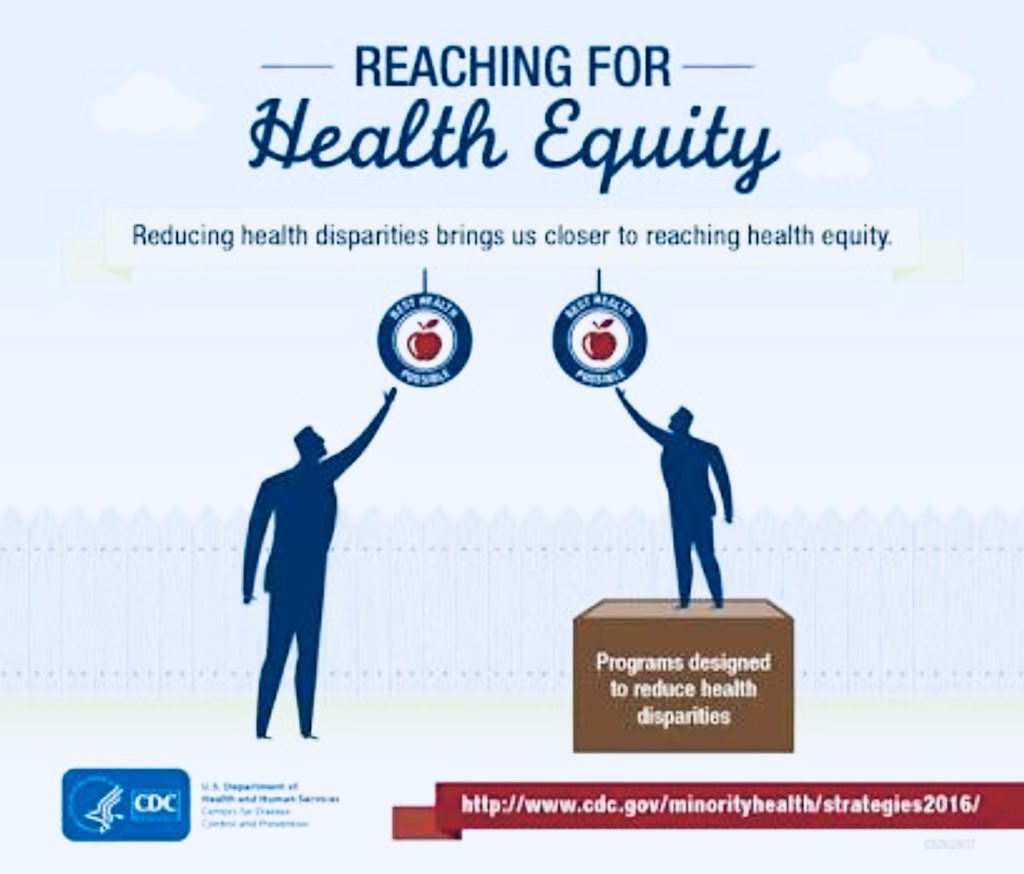 REACHING FOR
Health Equity
Reducing health disparities brings us closer to reaching health equity.
BEST HEALTH
POSSIBLE
BEST HEALTH
POSSIBLE
Programs designed
to reduce health
disparities
CDC
U.S. Department of
Health and Human Services
Centers for Disease
Control and Prevention
http://www.cdc.gov/minorityhealth/strategies2016/